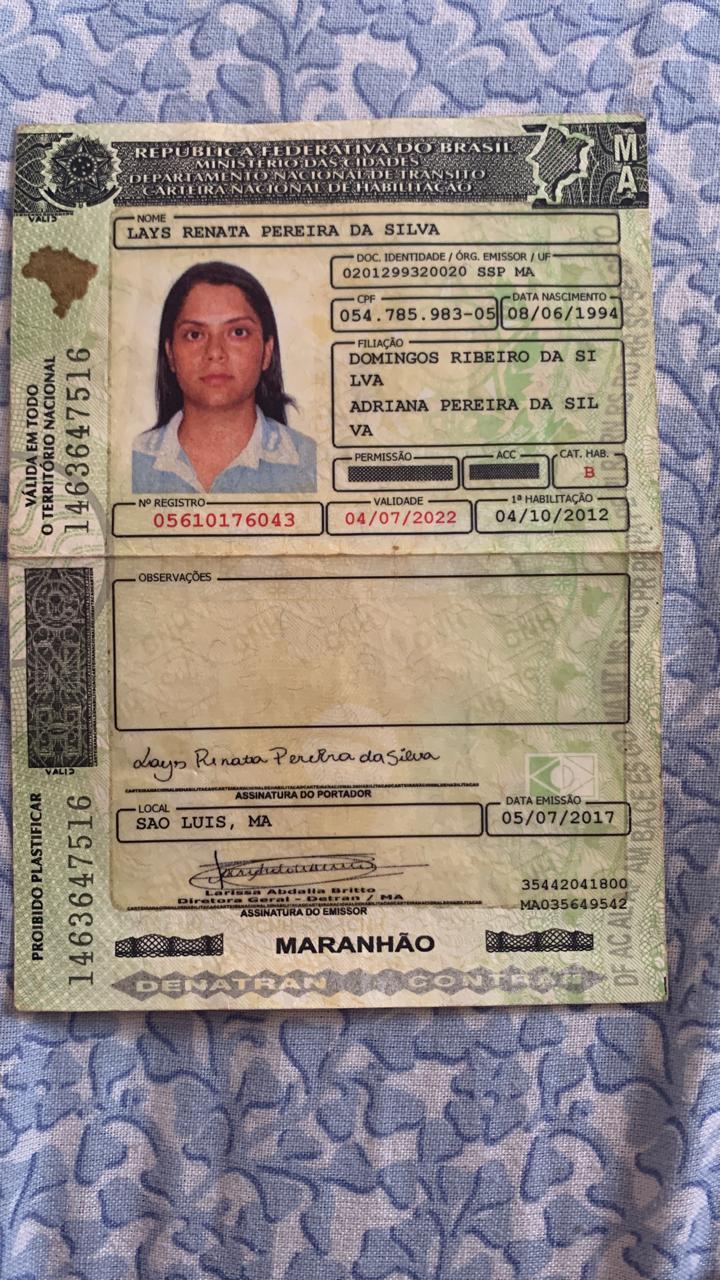 REPÚBLICA FEDERATIVA DO BRASIL
MINISTÉRIO DAS CIDADES
DEPARTAMENTO NACIONAL DE TRÂNSITO
CARTEIRA NACIONAL DE HABILITAÇÃO
MA
VALID
NOME
LAYS RENATA PEREIRA DA SILVA
DOC. IDENTIDADE / ÓRG. EMISSOR / UF
0201299320020 SSP MA
CPF
054.785.983-05
DATA NASCIMENTO
08/06/1994
FILIAÇÃO
DOMINGOS RIBEIRO DA SI
LVA
ADRIANA PEREIRA DA SIL
VA
PERMISSÃO
ACC
CAT. HAB.
B
Nº REGISTRO
05610176043
VALIDADE
04/07/2022
1ª HABILITAÇÃO
04/10/2012
VÁLIDA EM TODO
O TERRITÓRIO NACIONAL
1463647516
OBSERVAÇÕES
VALID
Lays Renata Pereira da Silva
ASSINATURA DO PORTADOR
LOCAL
SAO LUIS, MA
DATA EMISSÃO
05/07/2017
Larissa Abdalla Britto
Diretora Geral - Detran / MA
ASSINATURA DO EMISSOR
35442041800
MA035649542
PROIBIDO PLASTIFICAR
1463647516
MARANHÃO
DENATRAN CONTRAN